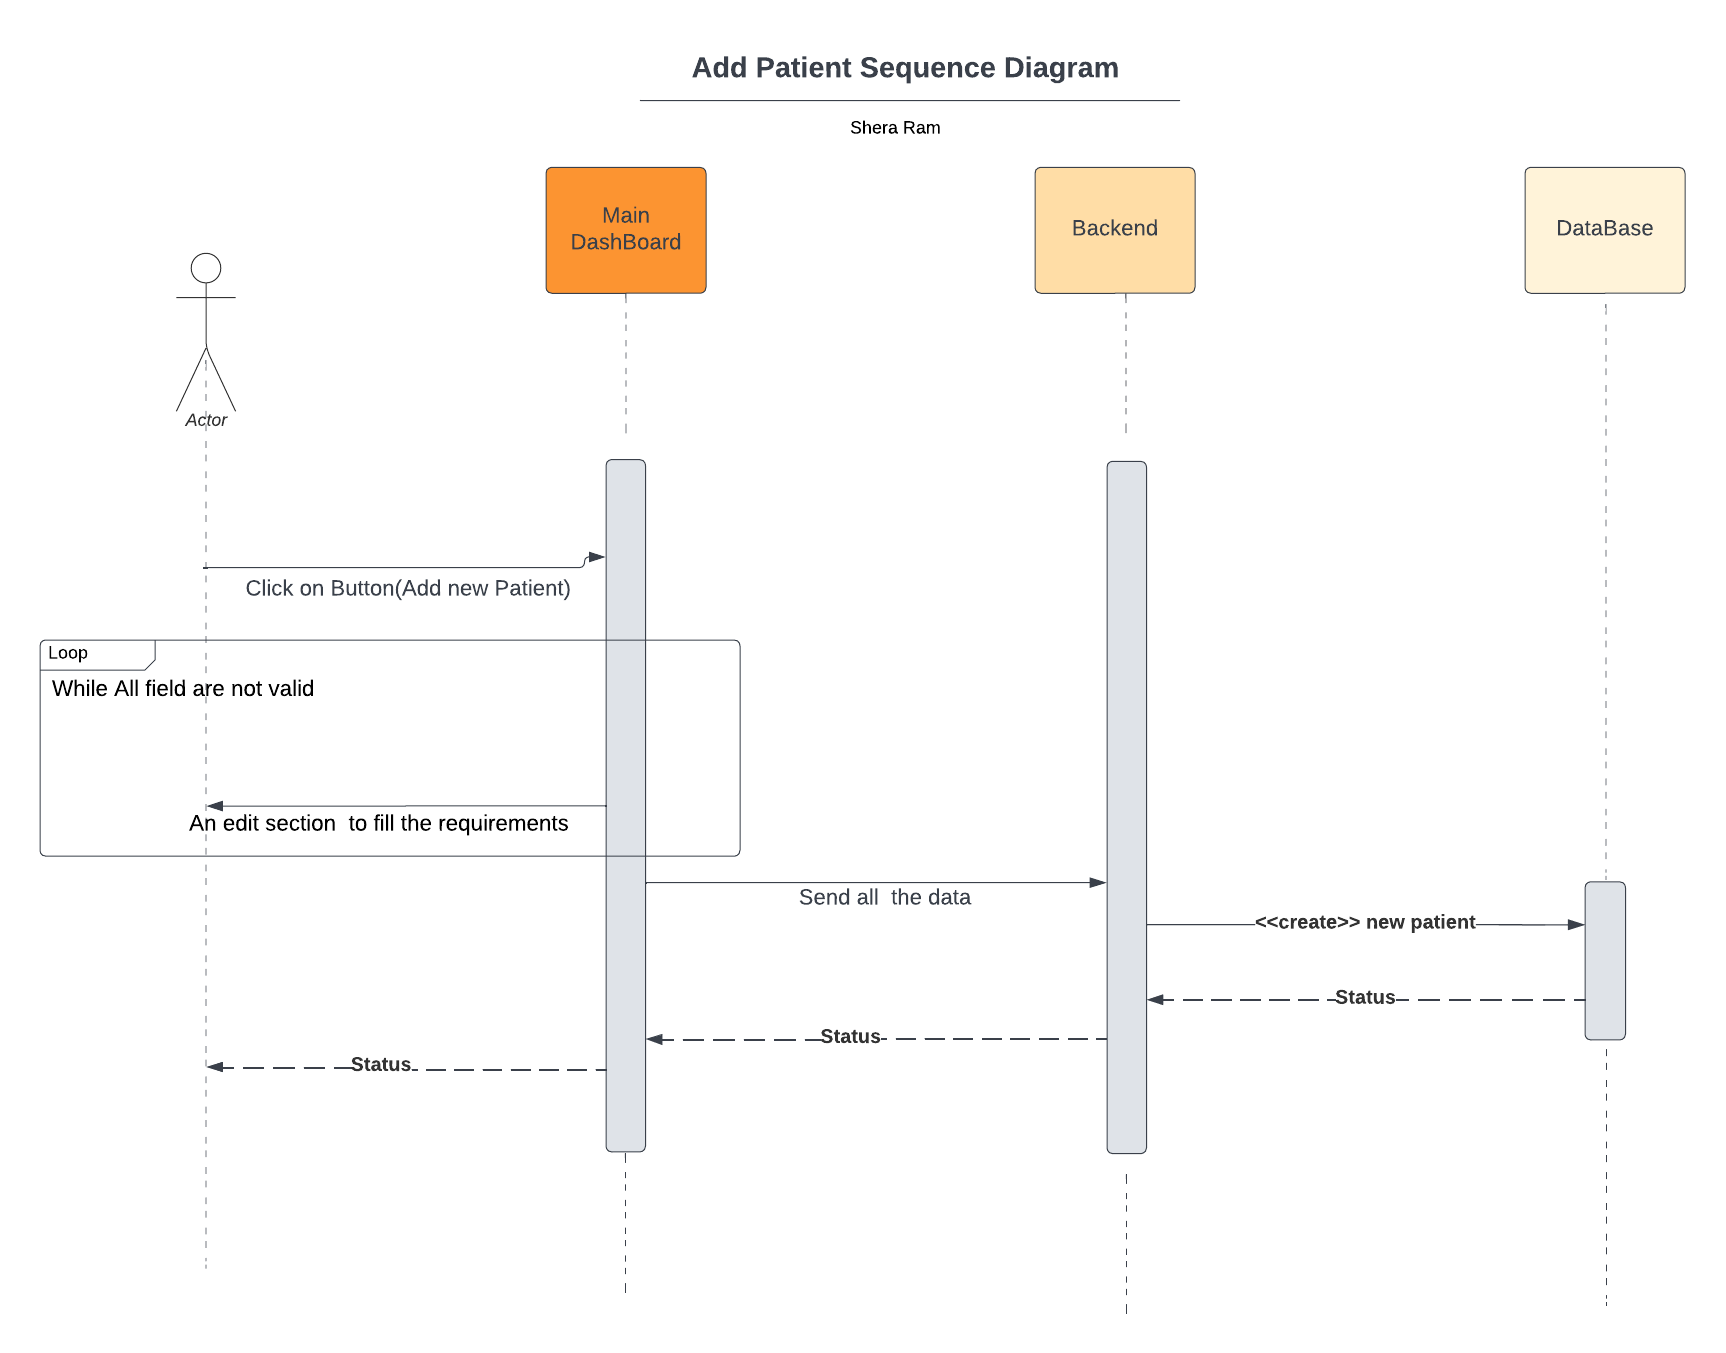 Add Patient Sequence Diagram
Shera Ram
Main
DashBoard
Backend
DataBase
Actor
Click on Button(Add new Patient)
Loop
While All field are not valid
An edit section  to fill the requirements
Send all  the data
<<create>> new patient
Status
Status
Status